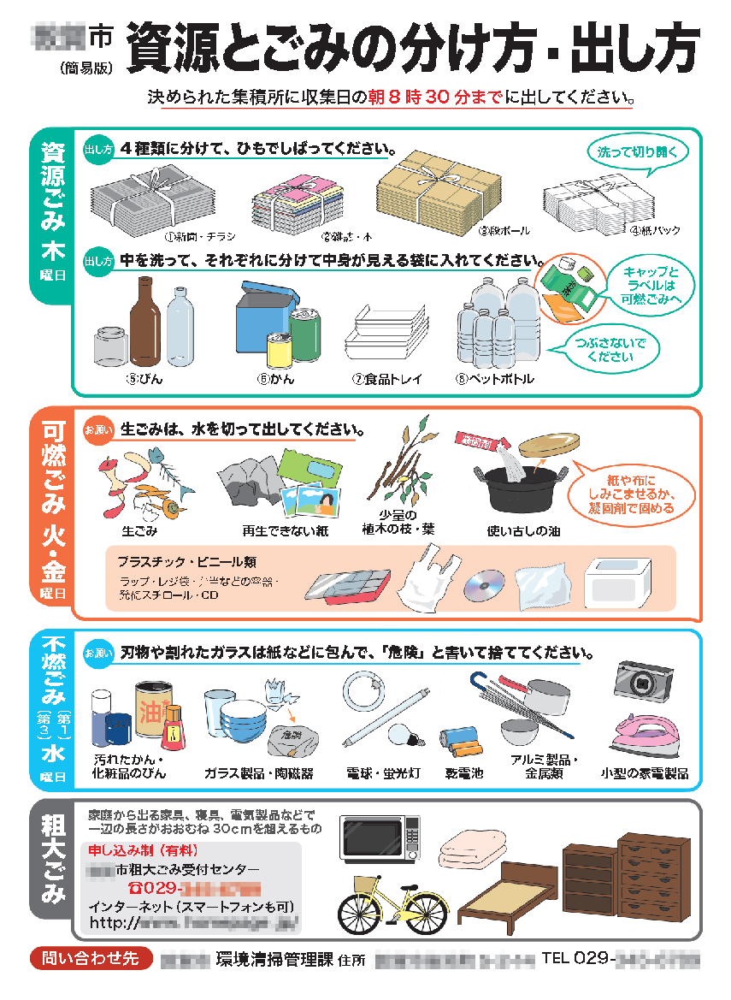 市
(簡易版)
資源とごみの分け方・出し方
決められた集積所に収集日の朝8時30分までに出してください。
資源ごみ 木
曜日
出し方 4種類に分けて、ひもでしばってください。
洗って切り開く
①新聞・チラシ
②雑誌・本
③段ボール
④紙パック
出し方 中を洗って、それぞれに分けて中身が見える袋に入れてください。
キャップと
ラベルは
可燃ごみへ
つぶさないで
ください
⑤びん
⑥かん
⑦食品トレイ
⑧ペットボトル
可燃ごみ 火・金
曜日
お願い 生ごみは、水を切って出してください。
凝固剤
紙や布に
しみこませるか、
凝固剤で固める
生ごみ
再生できない紙
少量の
植木の枝・葉
使い古しの油
プラスチック・ビニール類
ラップ・レジ袋・弁当などの容器・
発泡スチロール・CD
不燃ごみ
(第1)
(第3)
水
曜日
お願い 刃物や割れたガラスは紙などに包んで、「危険」と書いて捨ててください。
油
危険
汚れたかん・
化粧品のびん
ガラス製品・陶磁器
電球・蛍光灯
乾電池
アルミ製品・
金属類
小型の家電製品
粗大ごみ
家庭から出る家具、寝具、電気製品などで
一辺の長さがおおむね30cmを超えるもの
申し込み制(有料)
市粗大ごみ受付センター
☎029-
インターネット(スマートフォンも可)
http://
問い合わせ先
環境清掃管理課 住所
TEL 029-